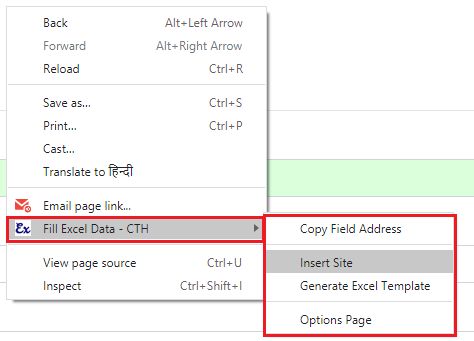 Back Alt+Left Arrow
Forward Alt+Right Arrow
Reload Ctrl+R
Save as... Ctrl+S
Print... Ctrl+P
Cast...
Translate to हिन्दी
Email page link...
Ex Fill Excel Data - CTH
View page source Ctrl+U
Inspect Ctrl+Shift+I
Copy Field Address
Insert Site
Generate Excel Template
Options Page